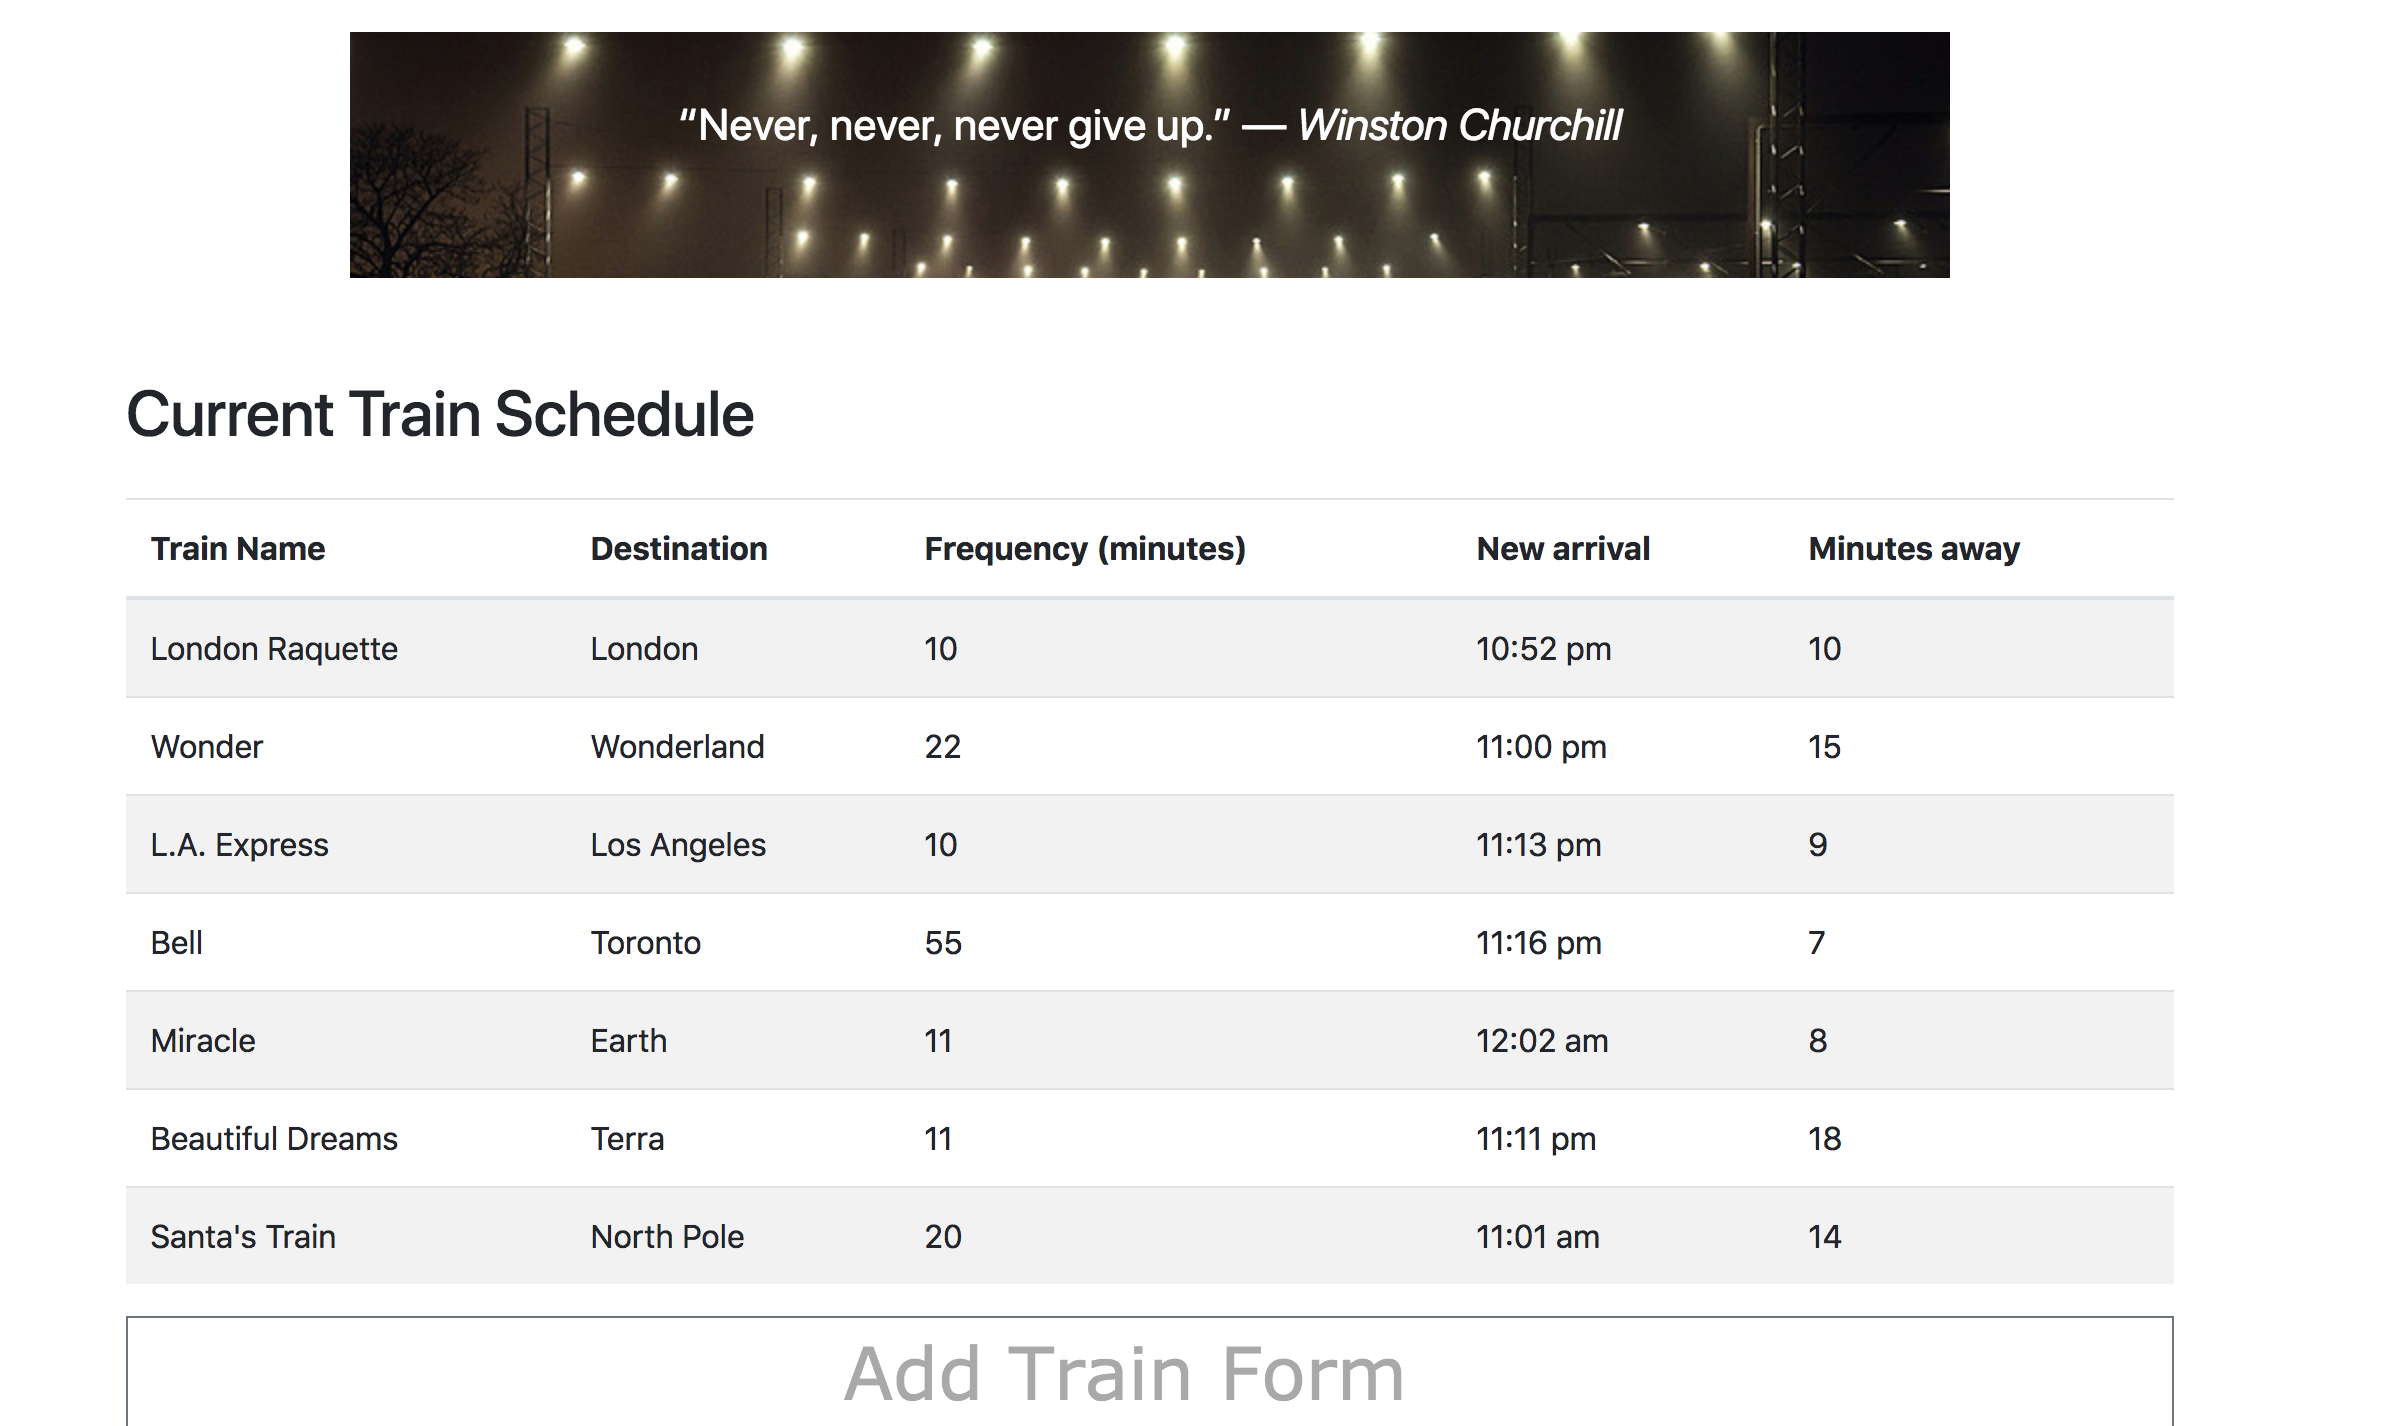 “Never, never, never give up.” — Winston Churchill
Current Train Schedule
Train Name Destination Frequency (minutes) New arrival Minutes away
London Raquette London 10 10:52 pm 10
Wonder Wonderland 22 11:00 pm 15
L.A. Express Los Angeles 10 11:13 pm 9
Bell Toronto 55 11:16 pm 7
Miracle Earth 11 12:02 am 8
Beautiful Dreams Terra 11 11:11 pm 18
Santa's Train North Pole 20 11:01 am 14
Add Train Form